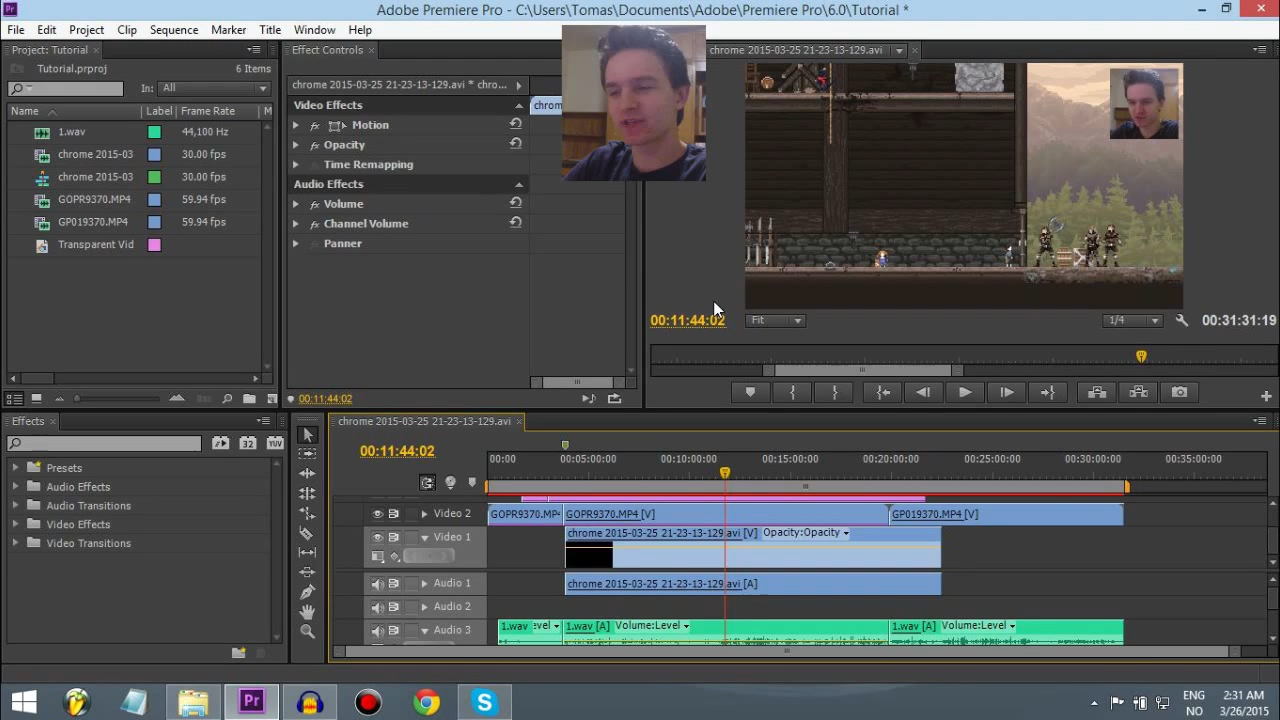 Adobe Premiere Pro - C:\Users\Tomas\Documents\Adobe\Premiere Pro\6.0\Tutorial *
File Edit Project Clip Sequence Marker Title Window Help
Project: Tutorial
Effect Controls
chrome 2015-03-25 21-23-13-129.avi
Tutorial.prproj 6 Items
In: All
Name Label Frame Rate M
1.wav 44,100 Hz
chrome 2015-03 30.00 fps
chrome 2015-03 30.00 fps
GOPR9370.MP4 59.94 fps
GP019370.MP4 59.94 fps
Transparent Vid
chrome 2015-03-25 21-23-13-129.avi * chro...
Video Effects
chrom
fx Motion
fx Opacity
Time Remapping
Audio Effects
fx Volume
fx Channel Volume
Panner
00:11:44:02
00:11:44:02 Fit 1/4 00:31:31:19
Effects
32 YUV
Presets
Audio Effects
Audio Transitions
Video Effects
Video Transitions
chrome 2015-03-25 21-23-13-129.avi
00:11:44:02
00:00 00:05:00:00 00:10:00:00 00:15:00:00 00:20:00:00 00:25:00:00 00:30:00:00 00:35:00:00
Video 2 GOPR9370.MP4 GOPR9370.MP4 [V] GP019370.MP4 [V]
Video 1 chrome 2015-03-25 21-23-13-129.avi [V] Opacity:Opacity
Audio 1 chrome 2015-03-25 21-23-13-129.avi [A]
Audio 2
Audio 3 1.wav evel 1.wav [A] Volume:Level 1.wav [A] Volume:Level
Pr
S
ENG
NO
2:31 AM
3/26/2015